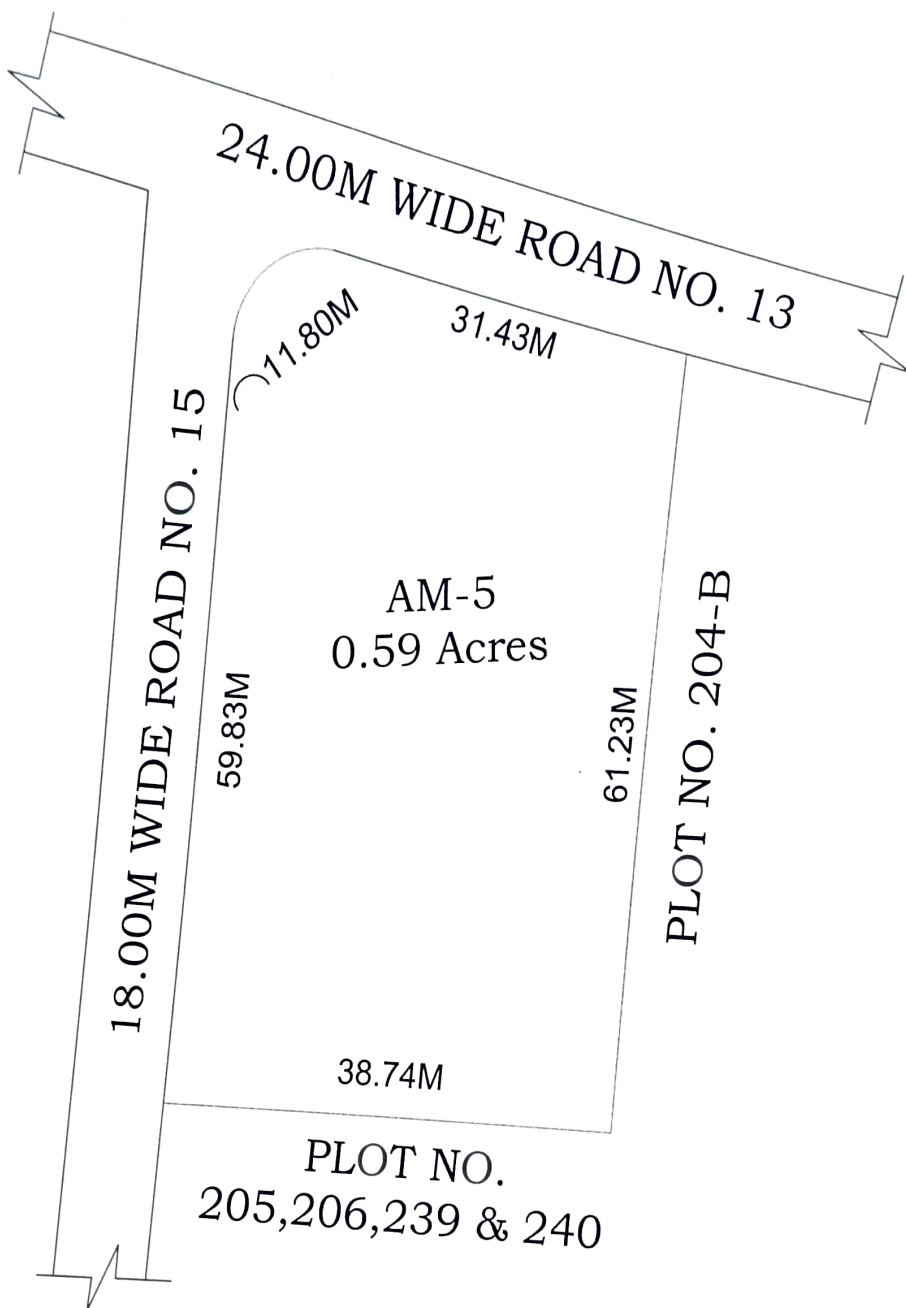 24.00M WIDE ROAD NO. 13
11.80M
31.43M
18.00M WIDE ROAD NO. 15
AM-5
0.59 Acres
59.83M
61.23M
PLOT NO. 204-B
38.74M
PLOT NO.
205,206,239 & 240